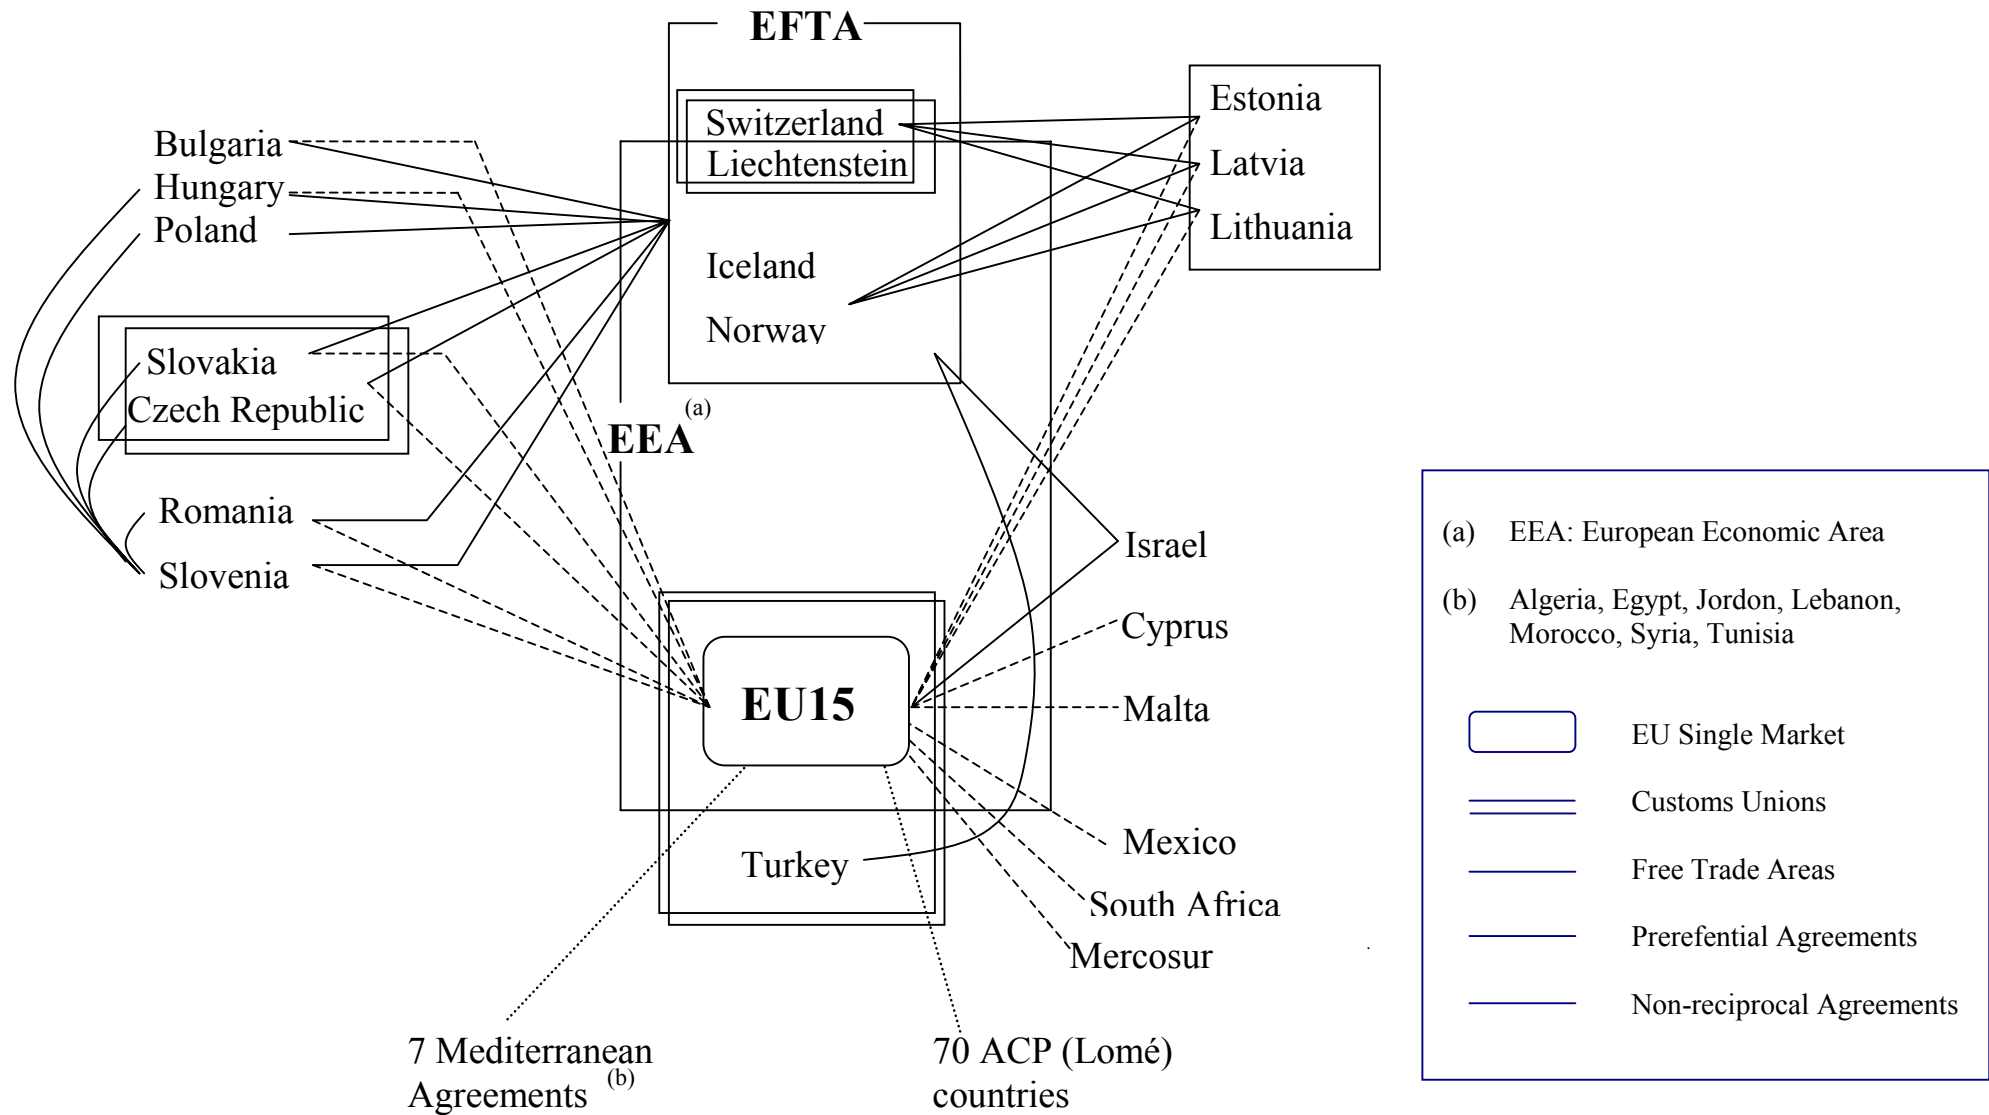 EFTA
Switzerland
Liechtenstein
Iceland
Norway
Estonia
Latvia
Lithuania
Bulgaria
Hungary
Poland
Slovakia
Czech Republic
Romania
Slovenia
EEA (a)
Israel
Cyprus
Malta
EU15
Turkey
Mexico
South Africa
Mercosur
7 Mediterranean
Agreements (b)
70 ACP (Lomé)
countries
(a) EEA: European Economic Area
(b) Algeria, Egypt, Jordon, Lebanon,
Morocco, Syria, Tunisia
EU Single Market
Customs Unions
Free Trade Areas
Prerefential Agreements
Non-reciprocal Agreements